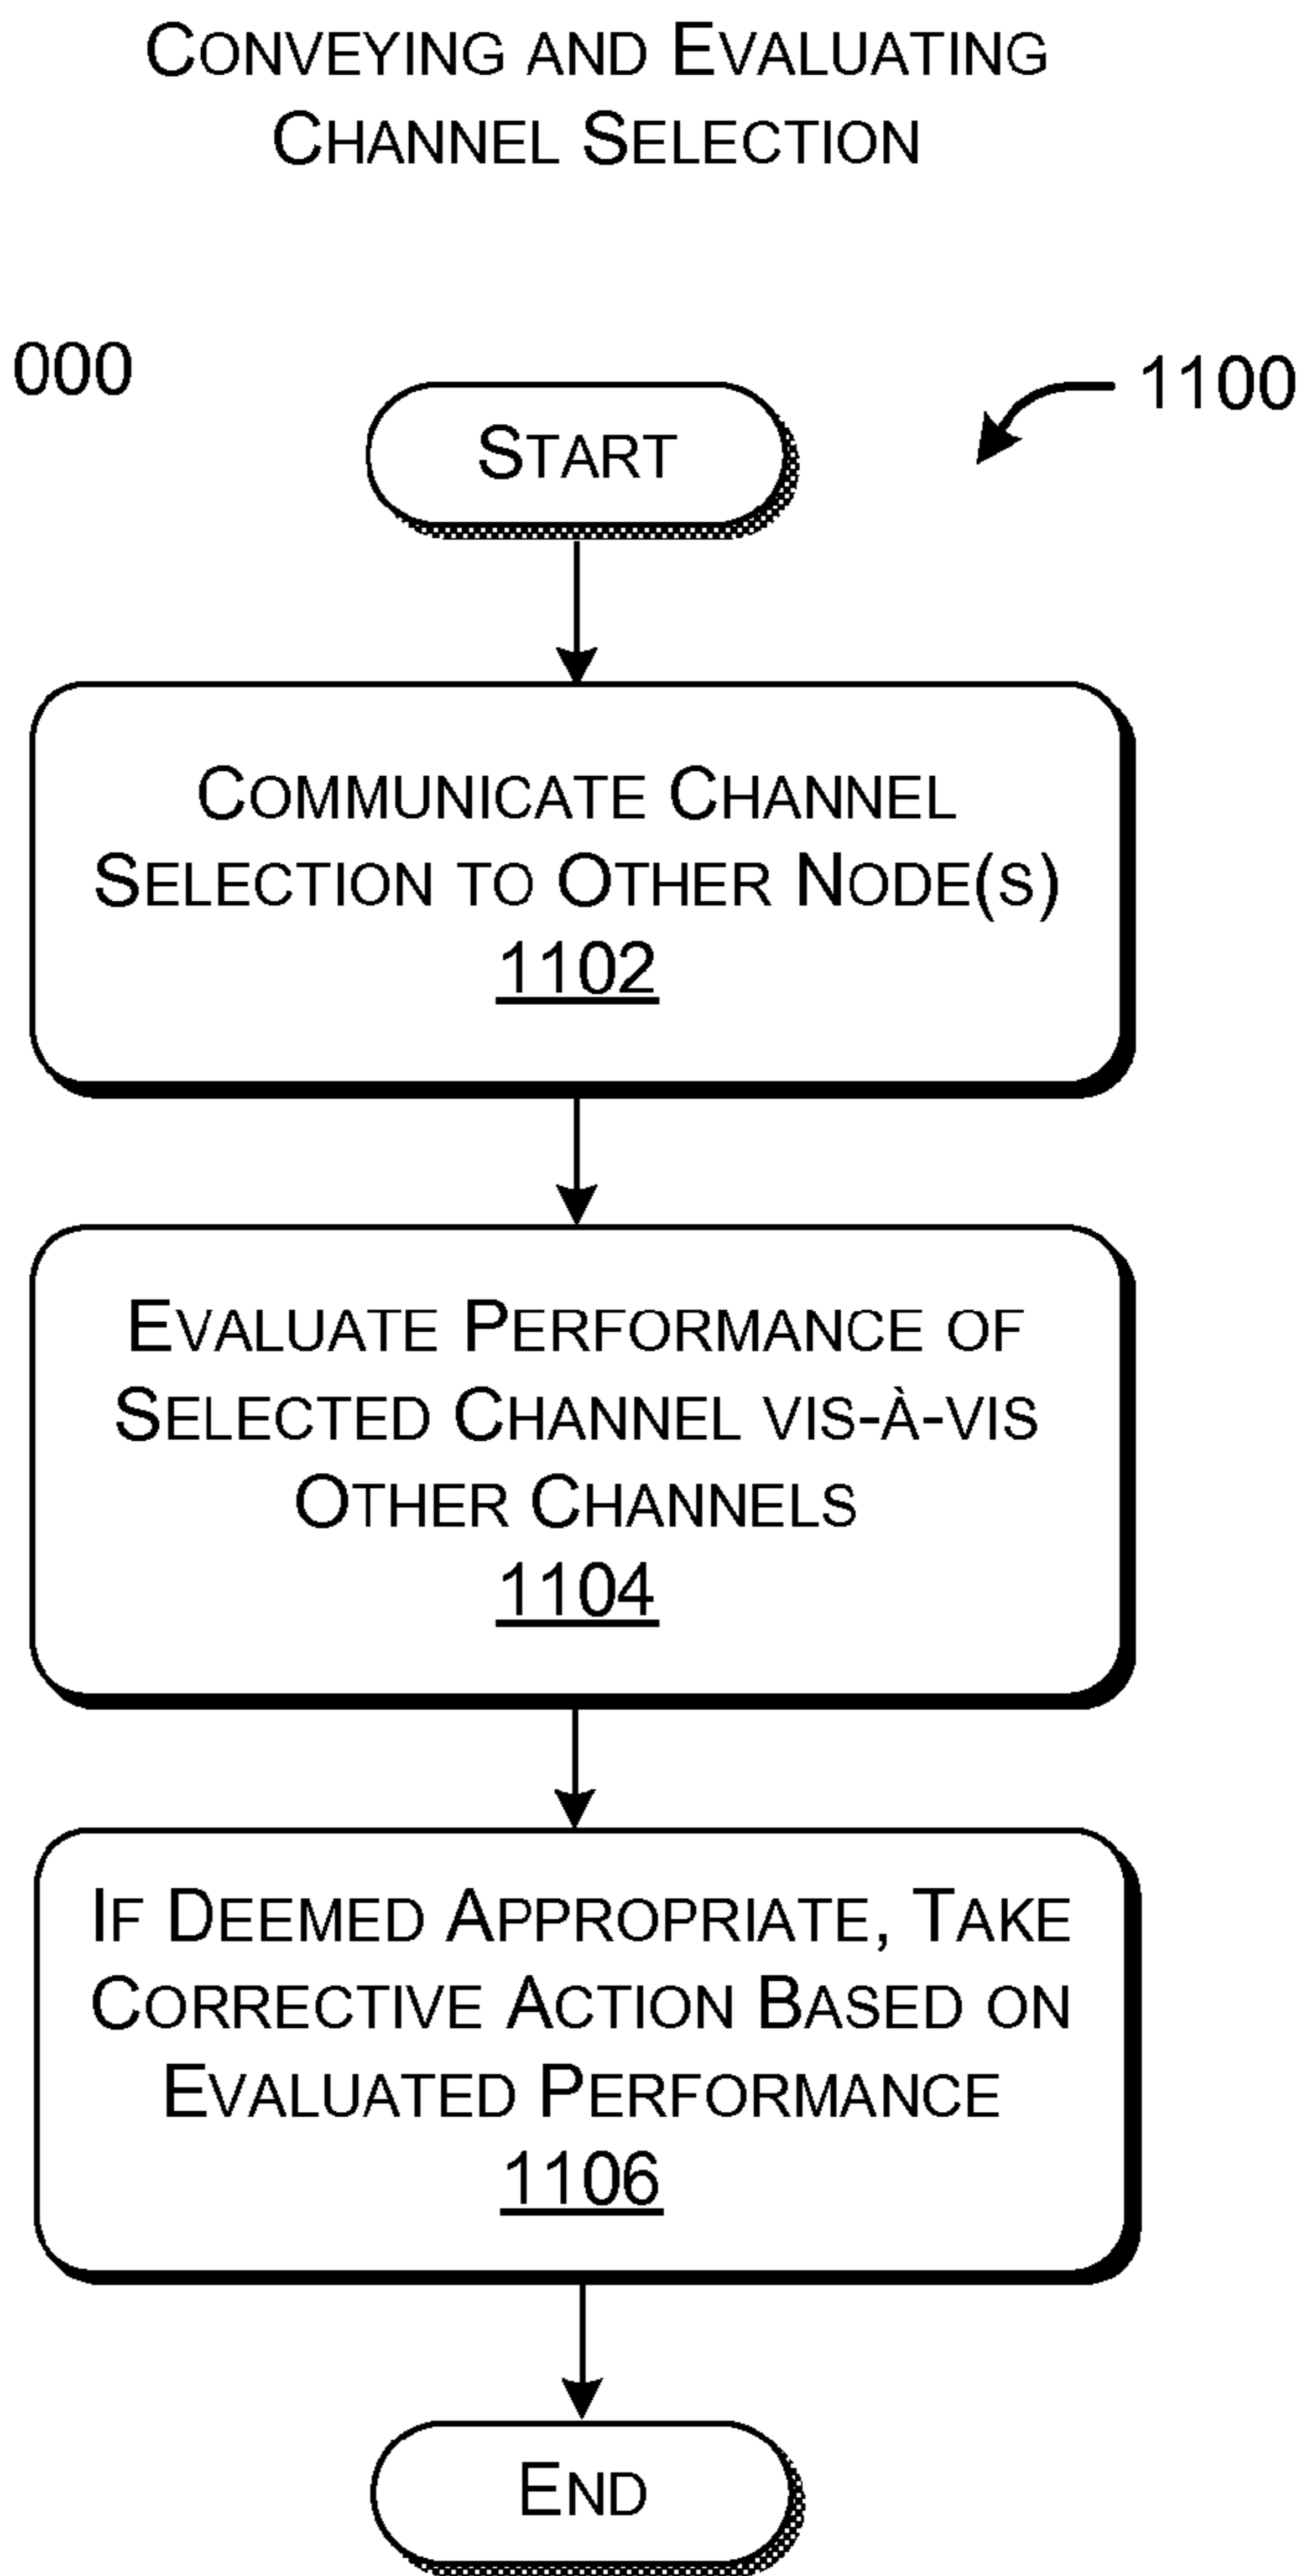 CONVEYING AND EVALUATING
CHANNEL SELECTION
000
1100
START
COMMUNICATE CHANNEL
SELECTION TO OTHER NODE(S)
1102
EVALUATE PERFORMANCE OF
SELECTED CHANNEL VIS-À-VIS
OTHER CHANNELS
1104
IF DEEMED APPROPRIATE, TAKE
CORRECTIVE ACTION BASED ON
EVALUATED PERFORMANCE
1106
END